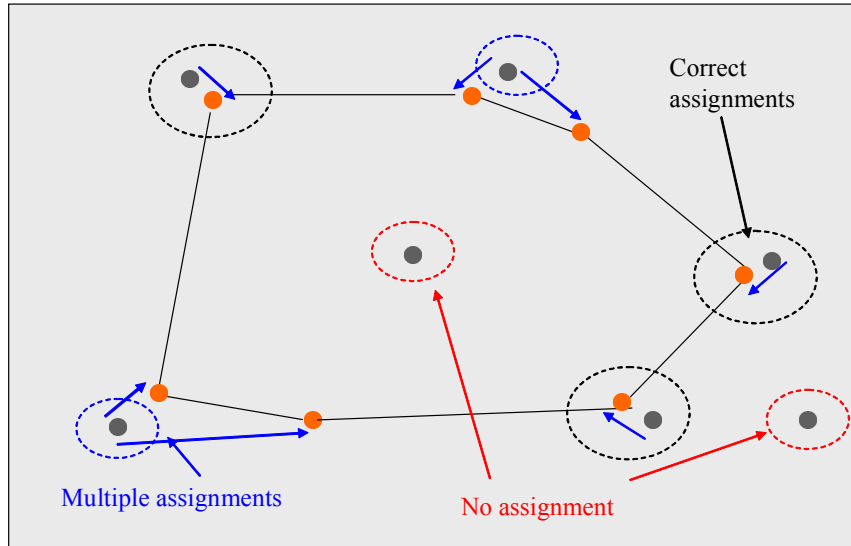 Correct
assignments
Multiple assignments
No assignment